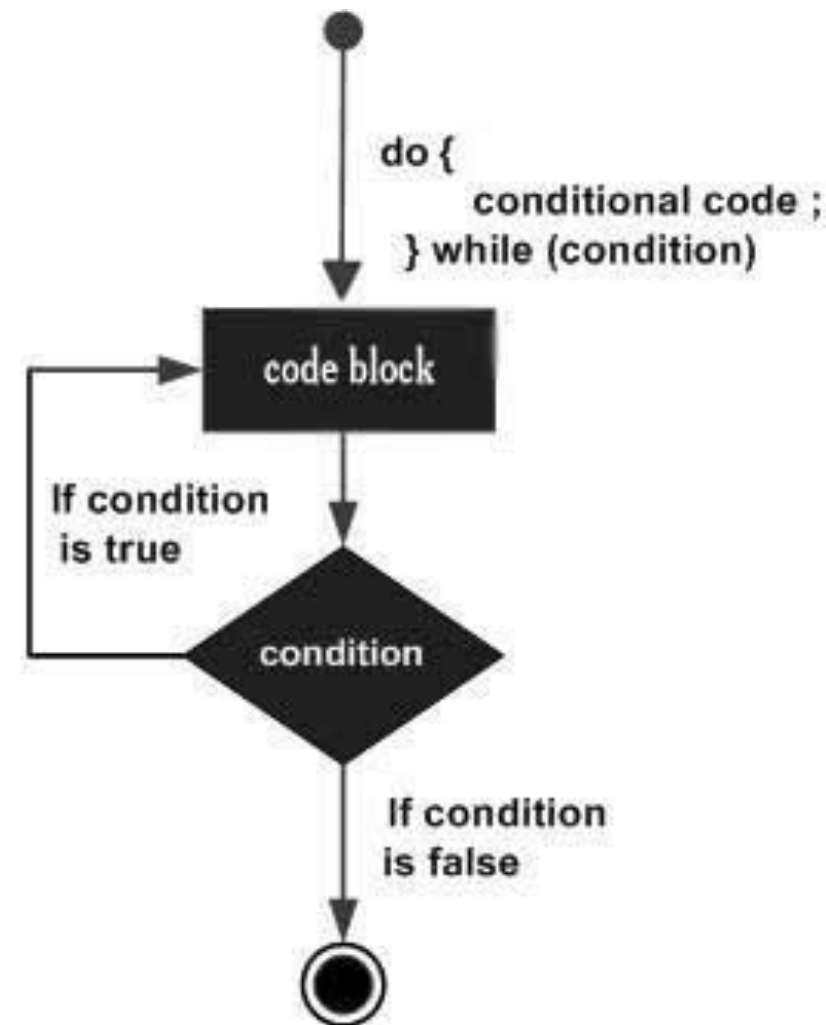 do {
conditional code ;
} while (condition)
code block
If condition
is true
condition
If condition
is false